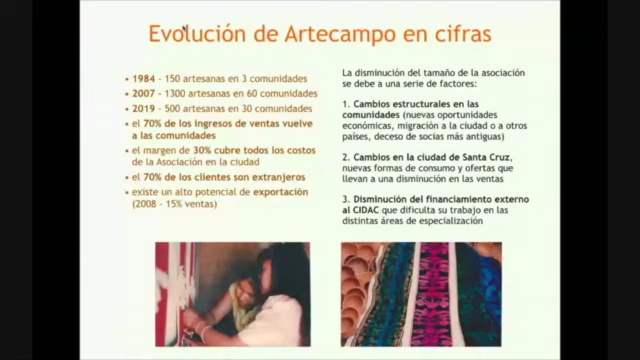 Evolución de Artecampo en cifras
• 1984 - 150 artesanas en 3 comunidades
• 2007 - 1300 artesanas en 60 comunidades
• 2019 - 500 artesanas en 30 comunidades
• el 70% de los ingresos de ventas vuelve
a las comunidades
• el margen de 30% cubre todos los costos
de la Asociación en la ciudad
• el 70% de los clientes son extranjeros
• existe un alto potencial de exportación
(2008 - 15% ventas)
La disminución del tamaño de la asociación
se debe a una serie de factores:
1. Cambios estructurales en las
comunidades (nuevas oportunidades
económicas, migración a la ciudad o a otros
países, deceso de socias más antiguas)
2. Cambios en la ciudad de Santa Cruz,
nuevas formas de consumo y ofertas que
llevan a una disminución en las ventas
3. Disminución del financiamiento externo
al CIDAC que dificulta su trabajo en las
distintas áreas de especialización